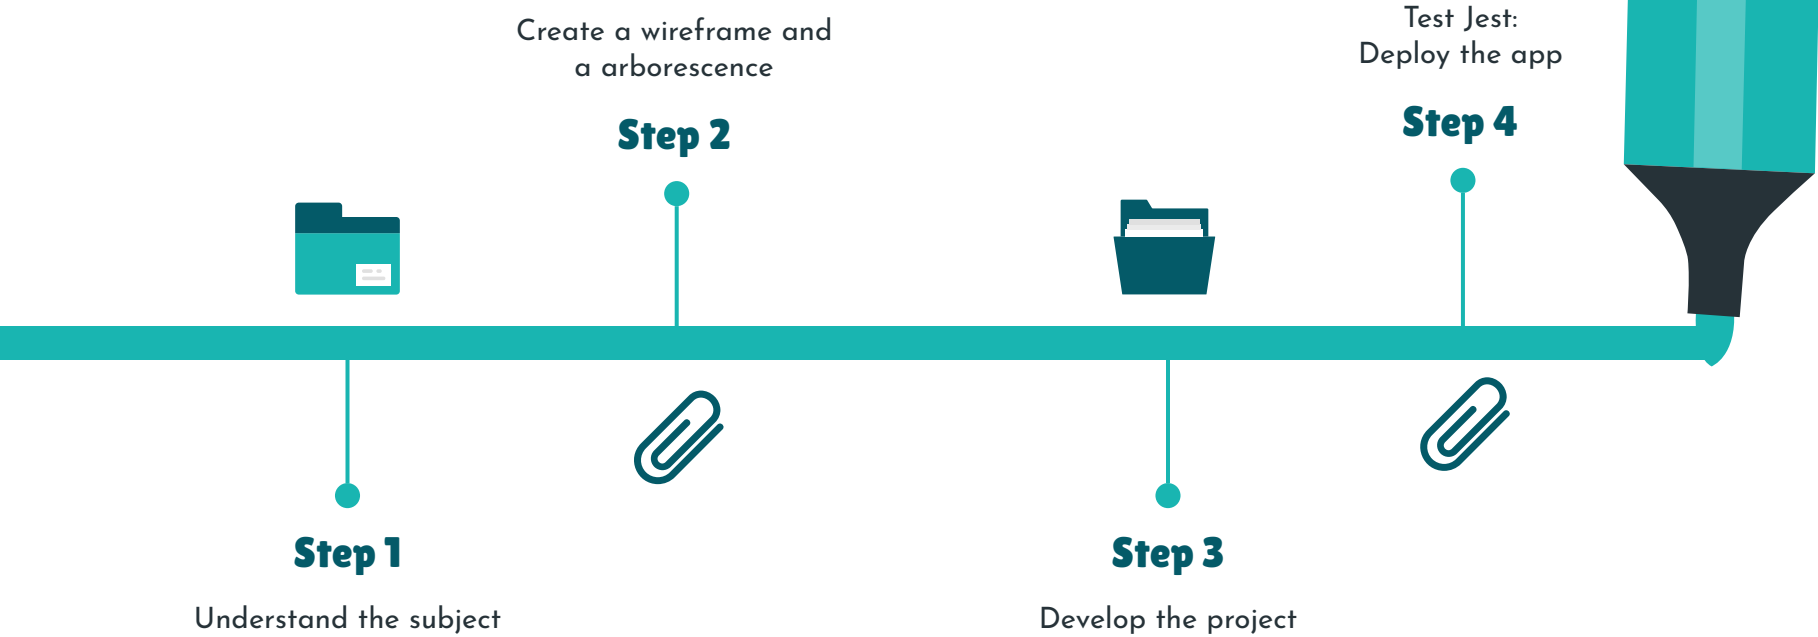 Create a wireframe and
a arborescence
Step 2
Test Jest:
Deploy the app
Step 4
Step 1
Understand the subject
Step 3
Develop the project